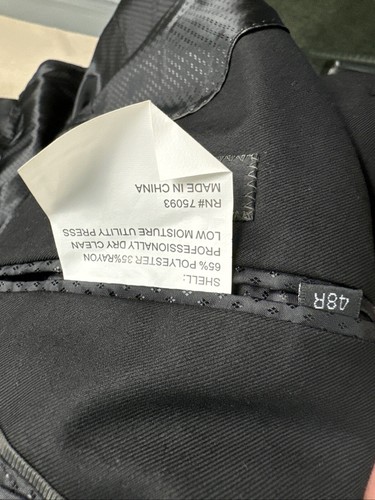 SHELL:
65% POLYESTER 35%RAYON
PROFESSIONALLY DRY CLEAN
LOW MOISTURE UTILITY PRESS
RN# 75093
MADE IN CHINA
48R